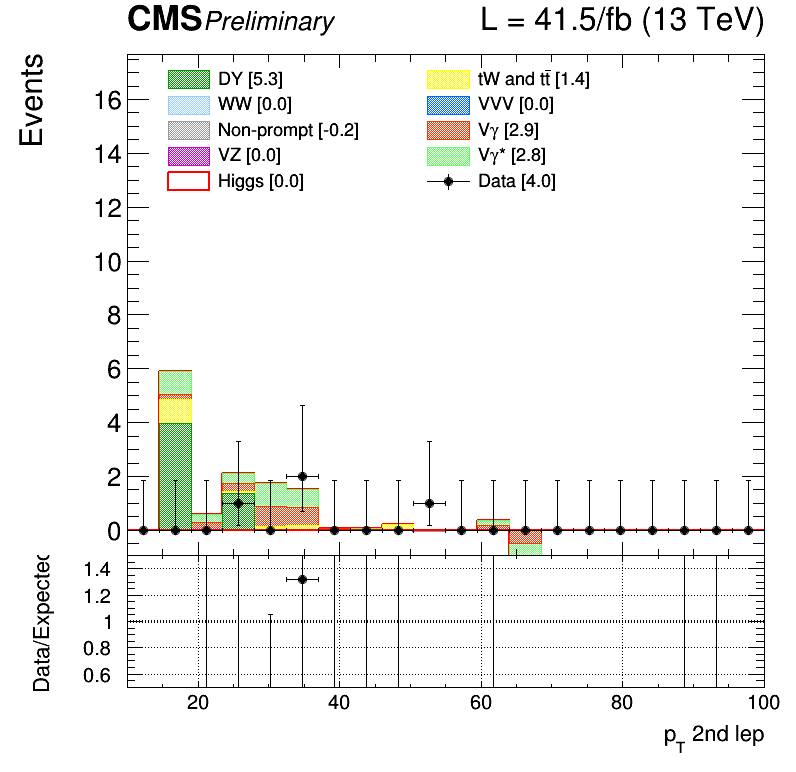 CMS Preliminary L = 41.5/fb (13 TeV)
Events
DY [5.3] tW and tt̄ [1.4]
WW [0.0] VVV [0.0]
Non-prompt [-0.2] Vγ [2.9]
VZ [0.0] Vγ* [2.8]
Higgs [0.0] Data [4.0]
16
14
12
10
8
6
4
2
0
Data/Expected
1.4
1.2
1
0.8
0.6
20 40 60 80 100
p_T 2nd lep